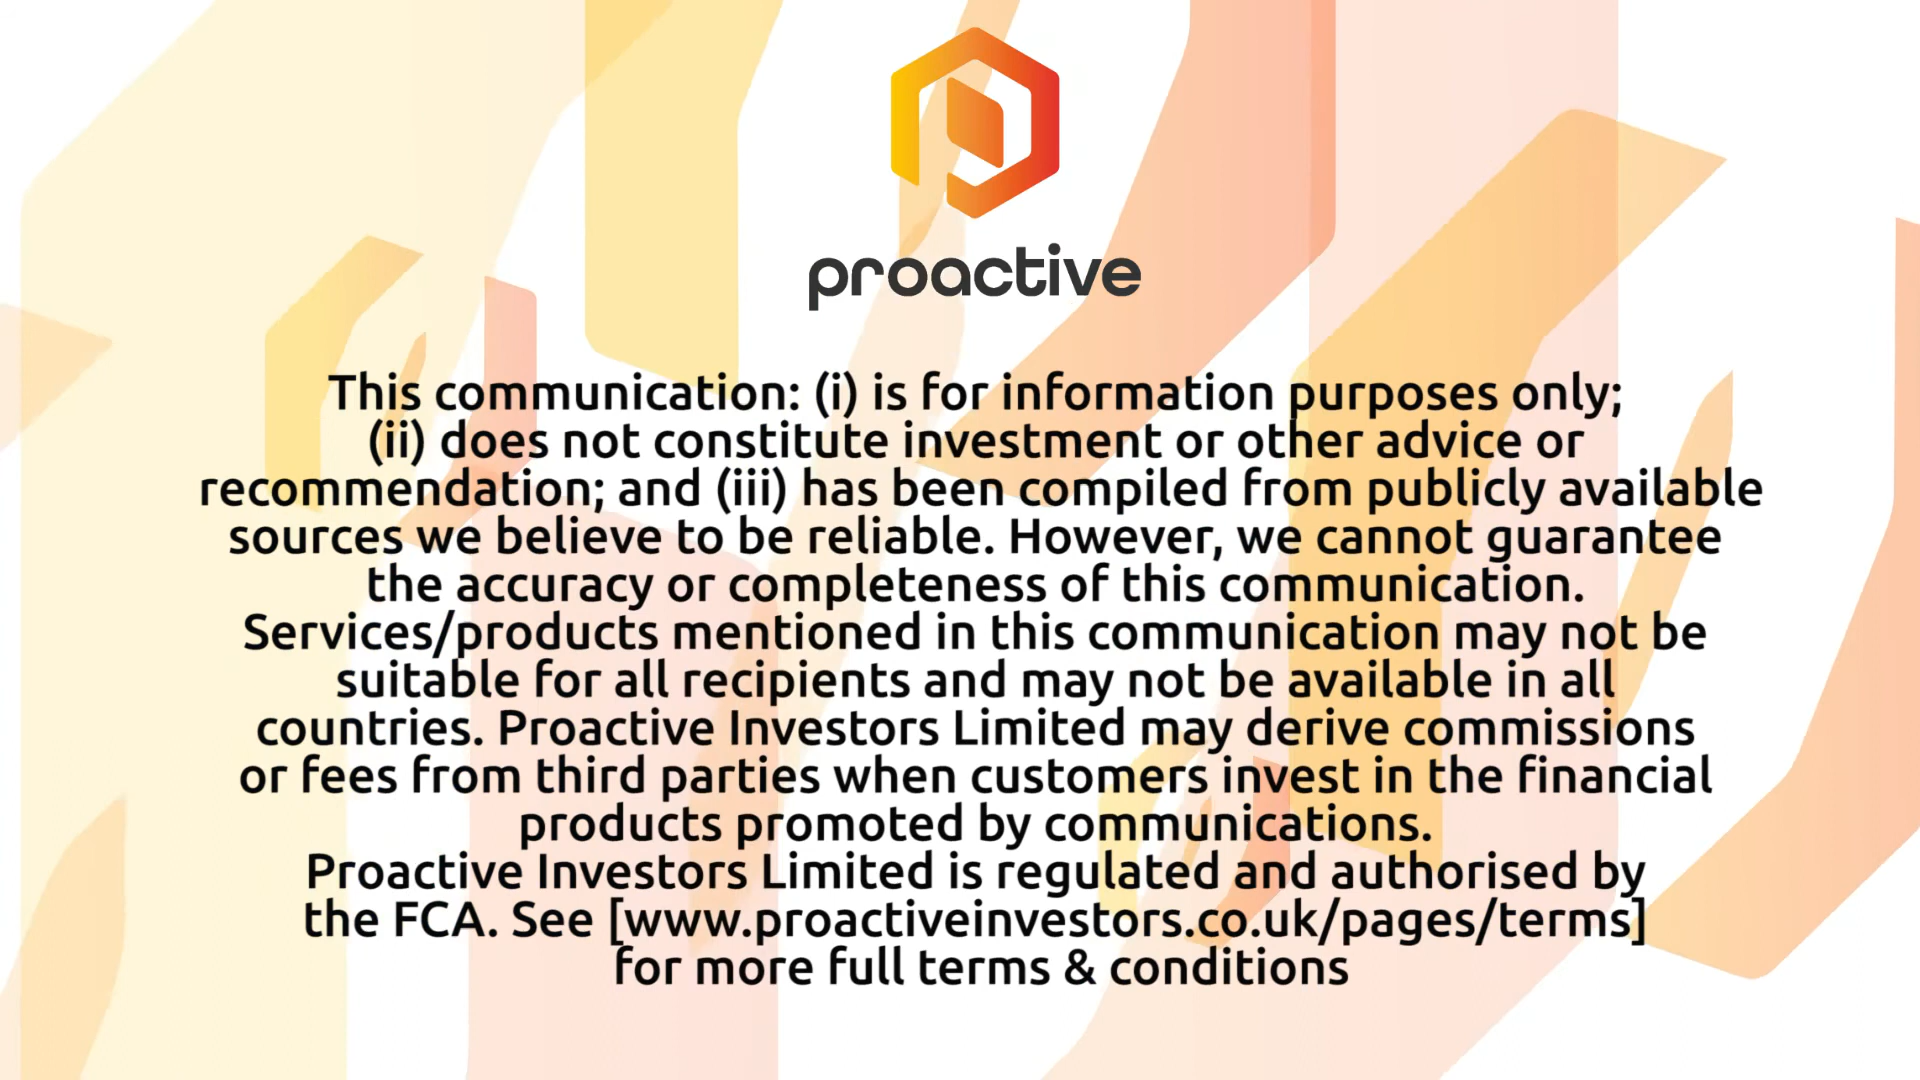 proactive
This communication: (i) is for information purposes only;
(ii) does not constitute investment or other advice or
recommendation; and (iii) has been compiled from publicly available
sources we believe to be reliable. However, we cannot guarantee
the accuracy or completeness of this communication.
Services/products mentioned in this communication may not be
suitable for all recipients and may not be available in all
countries. Proactive Investors Limited may derive commissions
or fees from third parties when customers invest in the financial
products promoted by communications.
Proactive Investors Limited is regulated and authorised by
the FCA. See [www.proactiveinvestors.co.uk/pages/terms]
for more full terms & conditions